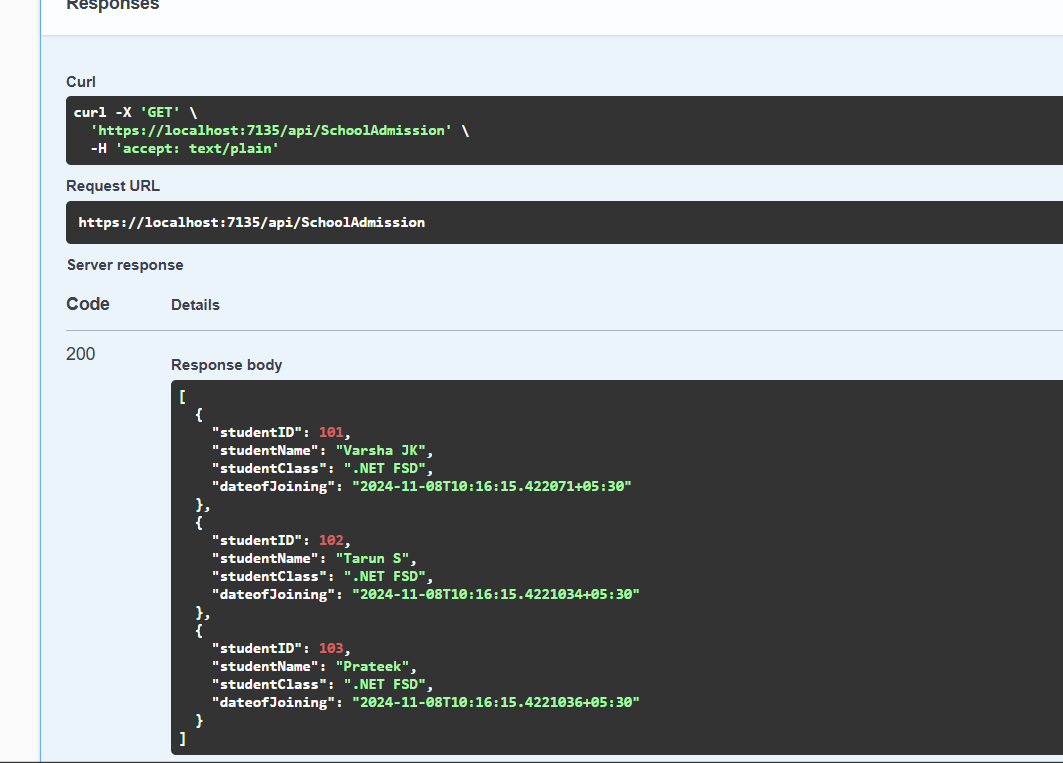 Responses
Curl
curl -X 'GET' \
  'https://localhost:7135/api/SchoolAdmission' \
  -H 'accept: text/plain'
Request URL
https://localhost:7135/api/SchoolAdmission
Server response
Code Details
200
Response body
[
  {
    "studentID": 101,
    "studentName": "Varsha JK",
    "studentClass": ".NET FSD",
    "dateofJoining": "2024-11-08T10:16:15.422071+05:30"
  },
  {
    "studentID": 102,
    "studentName": "Tarun S",
    "studentClass": ".NET FSD",
    "dateofJoining": "2024-11-08T10:16:15.4221034+05:30"
  },
  {
    "studentID": 103,
    "studentName": "Prateek",
    "studentClass": ".NET FSD",
    "dateofJoining": "2024-11-08T10:16:15.4221036+05:30"
  }
]